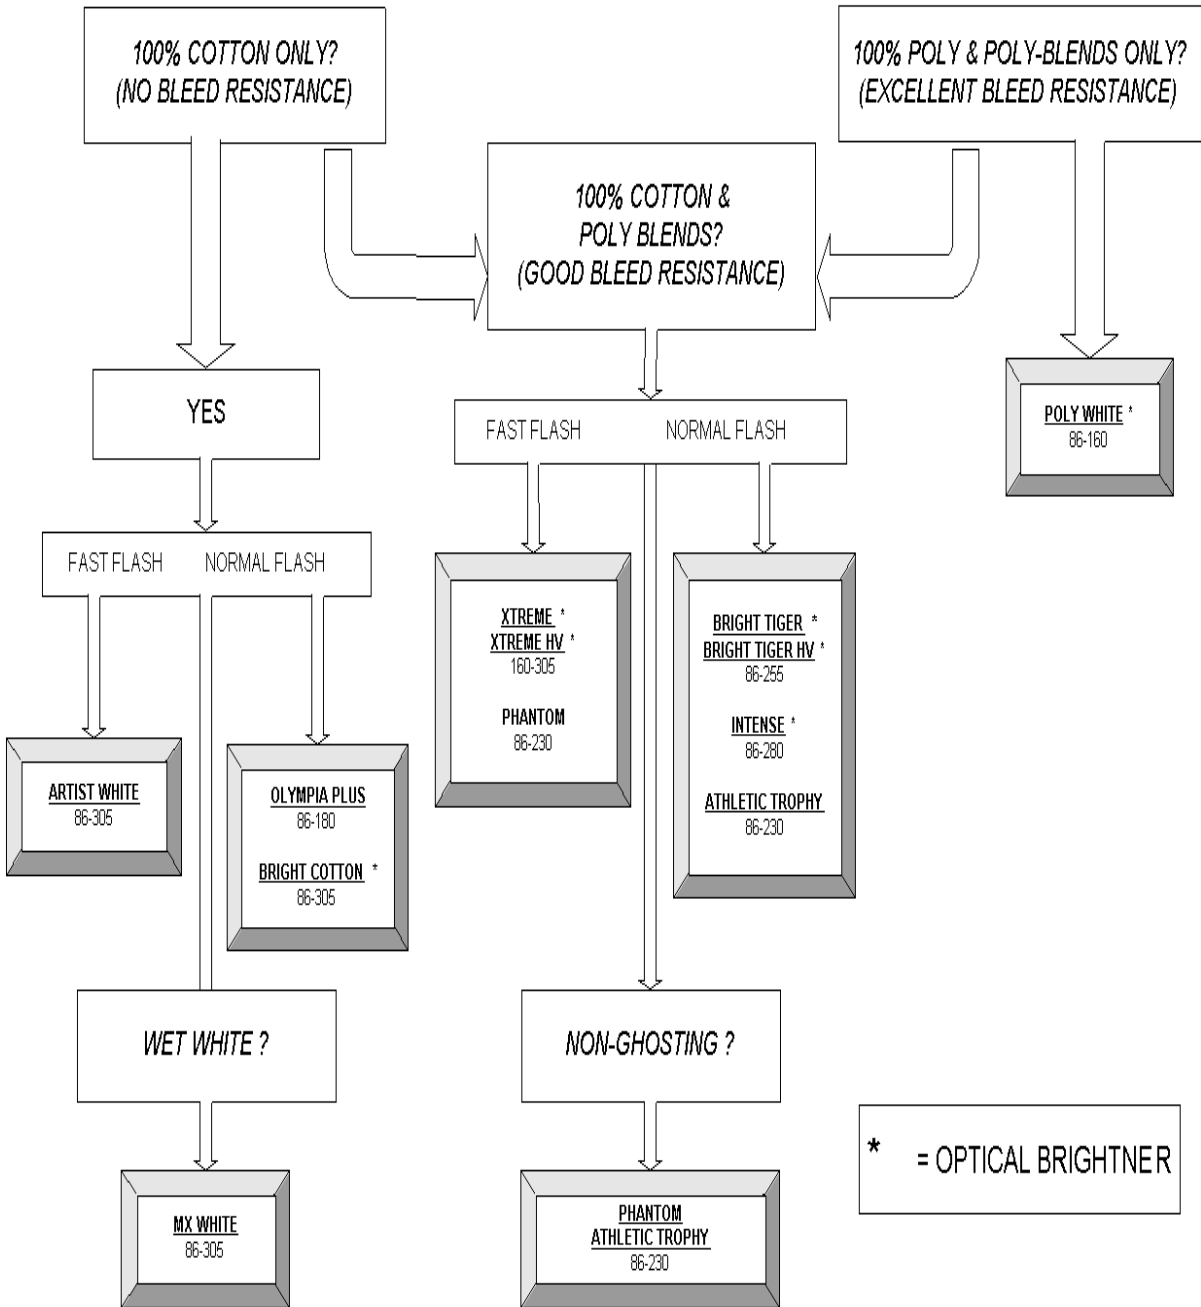 100% COTTON ONLY?
(NO BLEED RESISTANCE)
100% POLY & POLY-BLENDS ONLY?
(EXCELLENT BLEED RESISTANCE)
100% COTTON &
POLY BLENDS?
(GOOD BLEED RESISTANCE)
YES
FAST FLASH NORMAL FLASH
POLY WHITE *
86-160
FAST FLASH NORMAL FLASH
XTREME *
XTREME HV *
160-305
PHANTOM
86-230
BRIGHT TIGER *
BRIGHT TIGER HV *
86-255
INTENSE *
86-280
ATHLETIC TROPHY
86-230
ARTIST WHITE
86-305
OLYMPIA PLUS
86-180
BRIGHT COTTON *
86-305
WET WHITE ?
NON-GHOSTING ?
* = OPTICAL BRIGHTNER
MX WHITE
86-305
PHANTOM
ATHLETIC TROPHY
86-230